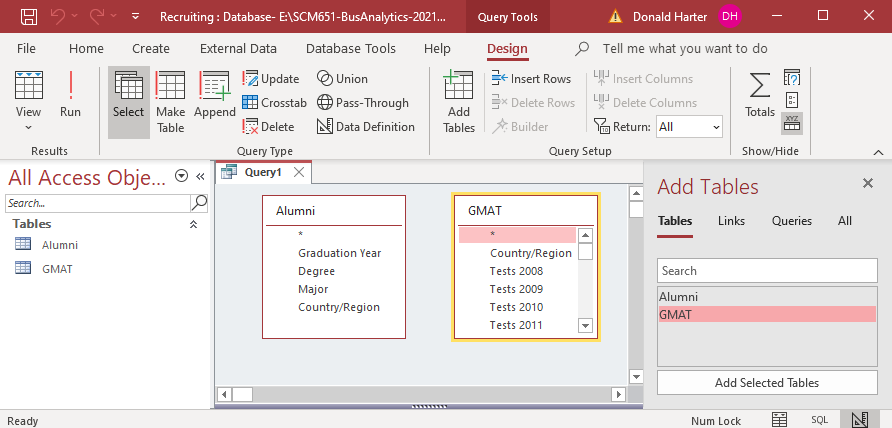 Recruiting : Database- E:\SCM651-BusAnalytics-2021... Query Tools Donald Harter DH
File Home Create External Data Database Tools Help Design Tell me what you want to do
View
Run
Results
Select
Make Table
Append
Update
Crosstab
Delete
Union
Pass-Through
Data Definition
Query Type
Add Tables
Insert Rows
Delete Rows
Builder
Insert Columns
Delete Columns
Return: All
Query Setup
Totals
XYZ
Show/Hide
All Access Obje...
Search...
Tables
Alumni
GMAT
Query1
Alumni
*
Graduation Year
Degree
Major
Country/Region
GMAT
*
Country/Region
Tests 2008
Tests 2009
Tests 2010
Tests 2011
Add Tables
Tables Links Queries All
Search
Alumni
GMAT
Add Selected Tables
Ready Num Lock SQL